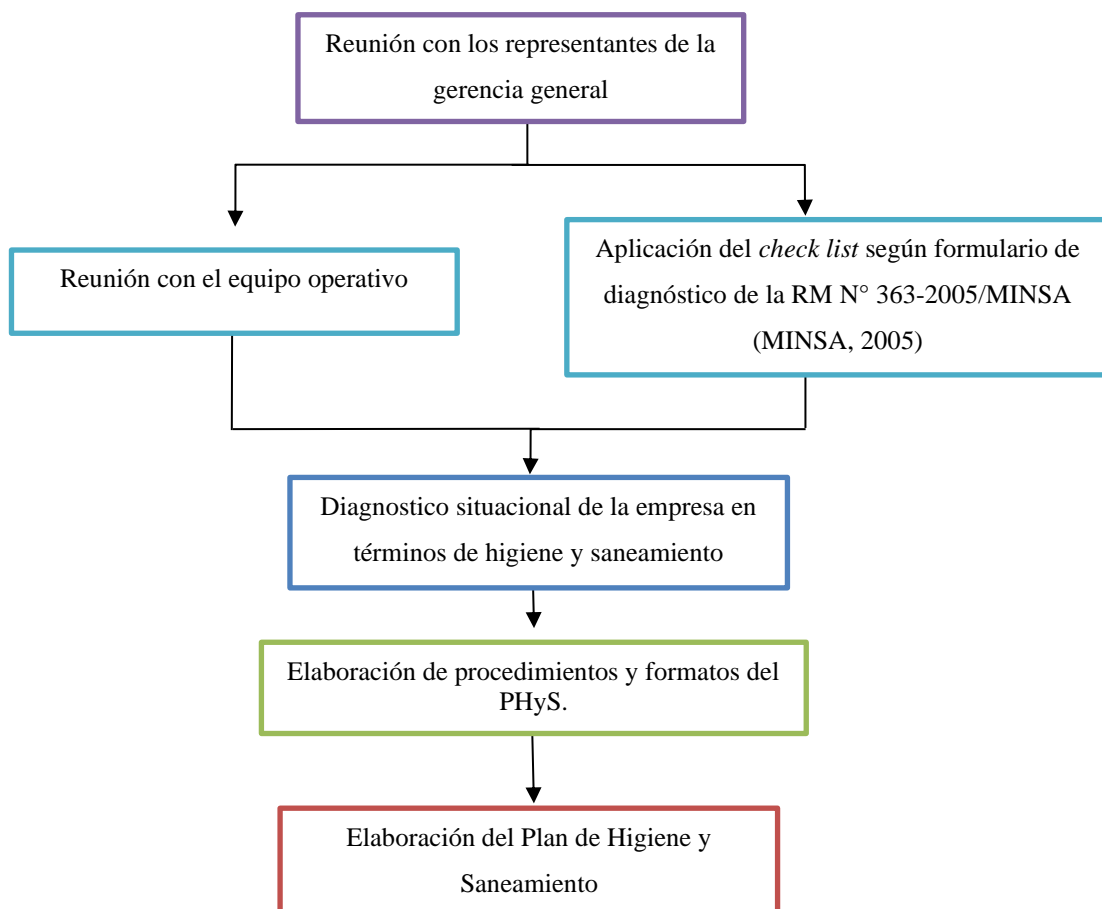 Reunión con los representantes de la
gerencia general
Reunión con el equipo operativo
Aplicación del check list según formulario de
diagnóstico de la RM N° 363-2005/MINSA
(MINSA, 2005)
Diagnostico situacional de la empresa en
términos de higiene y saneamiento
Elaboración de procedimientos y formatos del
PHyS.
Elaboración del Plan de Higiene y
Saneamiento